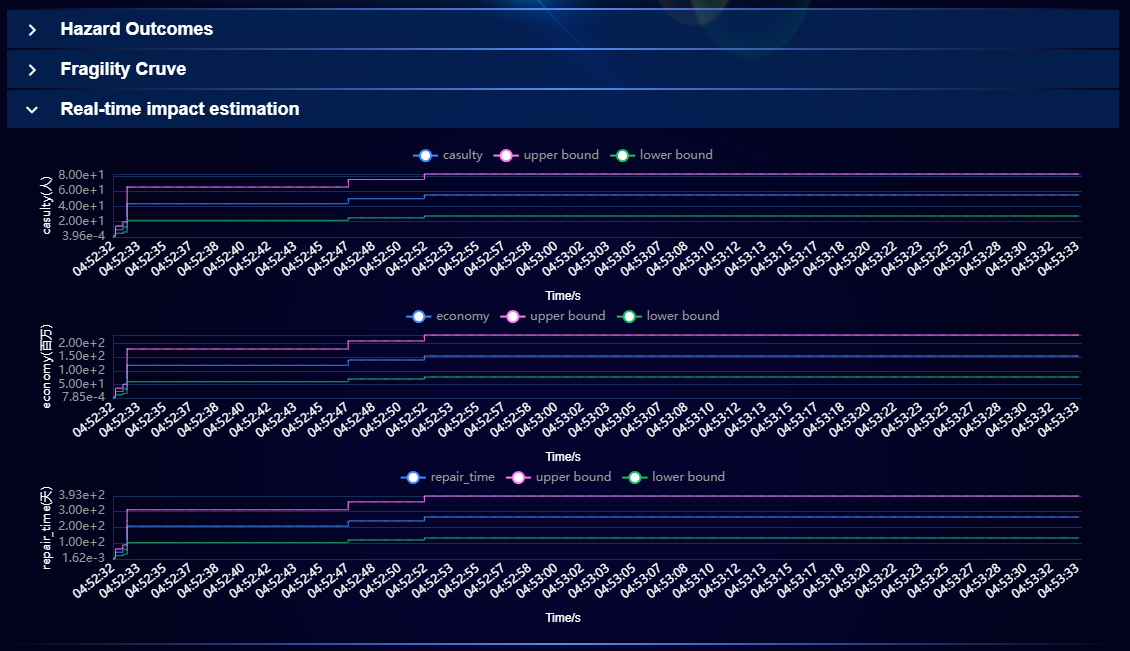 Hazard Outcomes
Fragility Cruve
Real-time impact estimation
casulty upper bound lower bound
casulty(人)
8.00e+1
6.00e+1
4.00e+1
2.00e+1
3.96e-4
04:52:32 04:52:33 04:52:35 04:52:37 04:52:38 04:52:40 04:52:42 04:52:43 04:52:45 04:52:47 04:52:48 04:52:50 04:52:52 04:52:53 04:52:55 04:52:57 04:52:58 04:53:00 04:53:02 04:53:03 04:53:05 04:53:07 04:53:08 04:53:10 04:53:12 04:53:13 04:53:15 04:53:17 04:53:18 04:53:20 04:53:22 04:53:23 04:53:25 04:53:27 04:53:28 04:53:30 04:53:32 04:53:33
Time/s
economy upper bound lower bound
economy(百万)
2.00e+2
1.50e+2
1.00e+2
5.00e+1
7.85e-4
04:52:32 04:52:33 04:52:35 04:52:37 04:52:38 04:52:40 04:52:42 04:52:43 04:52:45 04:52:47 04:52:48 04:52:50 04:52:52 04:52:53 04:52:55 04:52:57 04:52:58 04:53:00 04:53:02 04:53:03 04:53:05 04:53:07 04:53:08 04:53:10 04:53:12 04:53:13 04:53:15 04:53:17 04:53:18 04:53:20 04:53:22 04:53:23 04:53:25 04:53:27 04:53:28 04:53:30 04:53:32 04:53:33
Time/s
repair_time upper bound lower bound
repair_time(天)
3.93e+2
3.00e+2
2.00e+2
1.00e+2
1.62e-3
04:52:32 04:52:33 04:52:35 04:52:37 04:52:38 04:52:40 04:52:42 04:52:43 04:52:45 04:52:47 04:52:48 04:52:50 04:52:52 04:52:53 04:52:55 04:52:57 04:52:58 04:53:00 04:53:02 04:53:03 04:53:05 04:53:07 04:53:08 04:53:10 04:53:12 04:53:13 04:53:15 04:53:17 04:53:18 04:53:20 04:53:22 04:53:23 04:53:25 04:53:27 04:53:28 04:53:30 04:53:32 04:53:33
Time/s